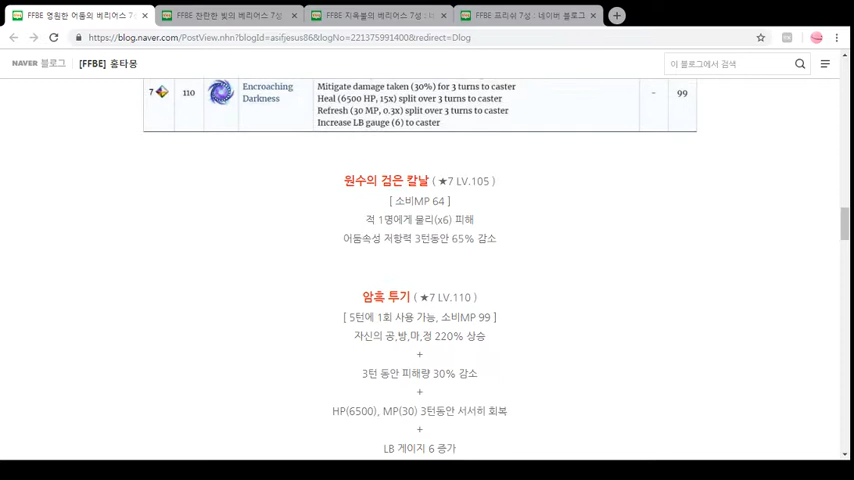 FFBE 영원한 어둠의 베리어스 7성
FFBE 찬란한 빛의 베리어스 7성
FFBE 지옥불의 베리어스 7성 : 네
FFBE 프리쉬 7성 : 네이버 블로그
https://blog.naver.com/PostView.nhn?blogId=asifjesus86&logNo=221375991400&redirect=Dlog
NAVER 블로그 [FFBE] 홍타몽
이 블로그에서 검색
7 110 Encroaching Darkness
Mitigate damage taken (30%) for 3 turns to caster
Heal (6500 HP, 15x) split over 3 turns to caster
Refresh (30 MP, 0.3x) split over 3 turns to caster
Increase LB gauge (6) to caster
- 99
원수의 검은 칼날 ( ★7 LV.105 )
[ 소비MP 64 ]
적 1명에게 물리(x6) 피해
어둠속성 저항력 3턴동안 65% 감소
암흑 투기 ( ★7 LV.110 )
[ 5턴에 1회 사용 가능, 소비MP 99 ]
자신의 공,방,마,정 220% 상승
+
3턴 동안 피해량 30% 감소
+
HP(6500), MP(30) 3턴동안 서서히 회복
+
LB 게이지 6 증가